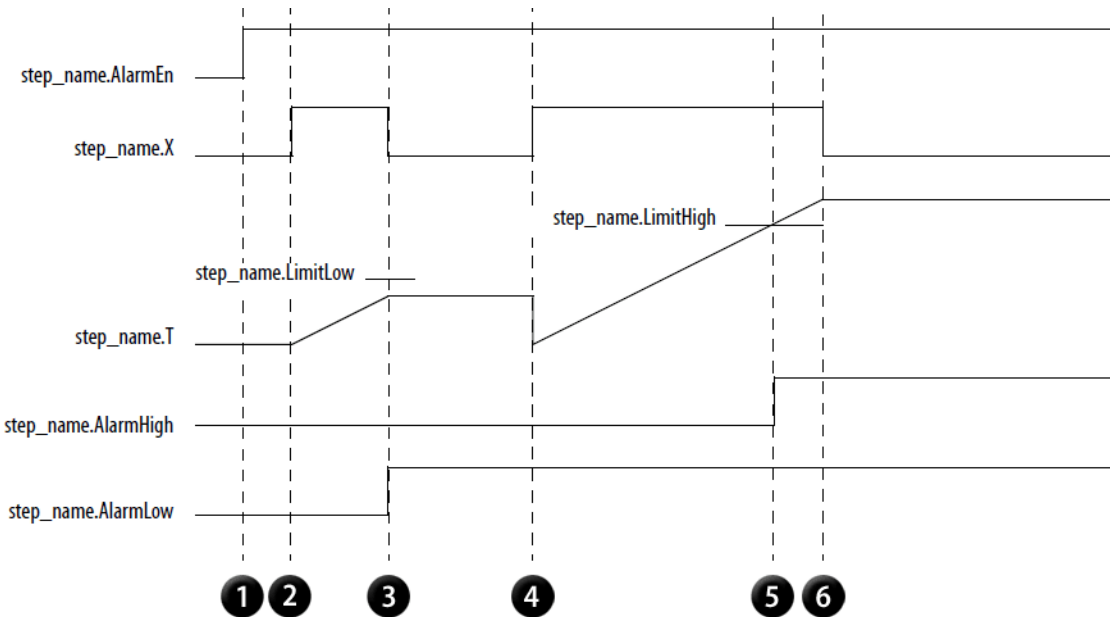 step_name.AlarmEn
step_name.X
step_name.LimitHigh
step_name.LimitLow
step_name.T
step_name.AlarmHigh
step_name.AlarmLow
1 2 3 4 5 6